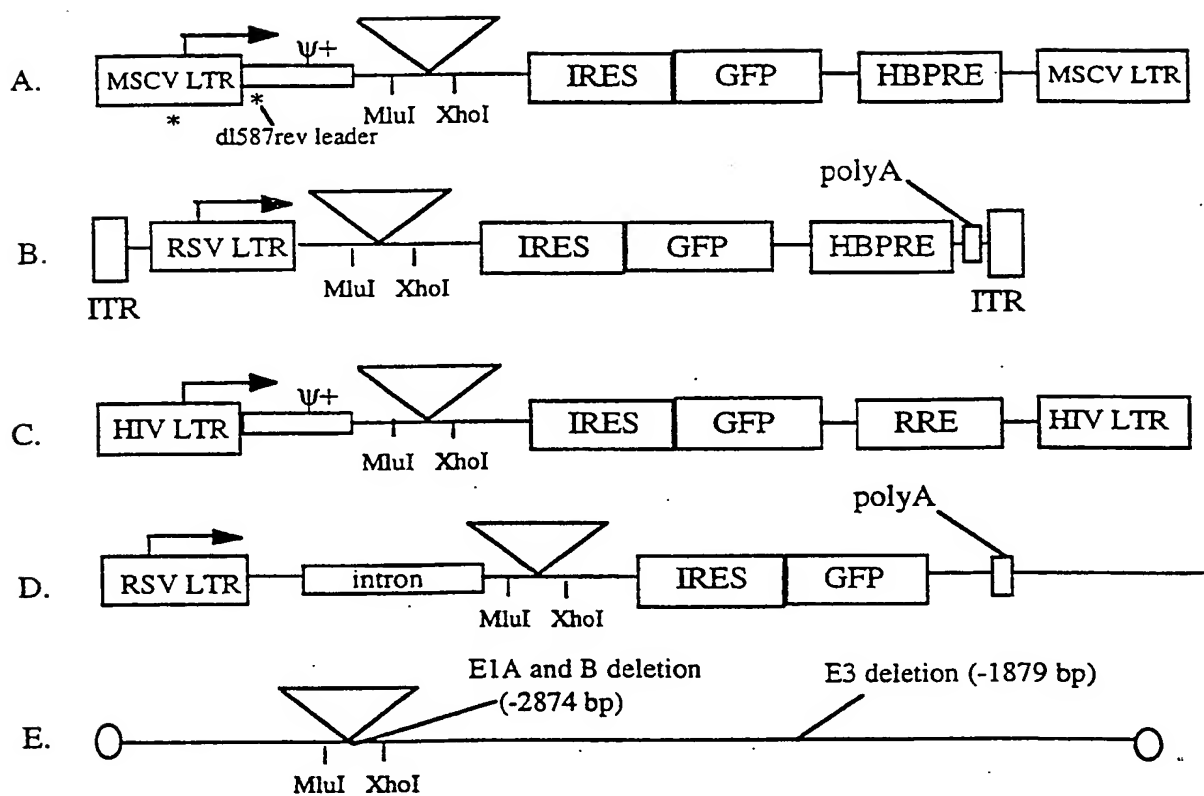 A. MSCV LTR ψ+ IRES GFP HBPRE MSCV LTR
MluI XhoI
* *
dl587rev leader
polyA
B. RSV LTR IRES GFP HBPRE
MluI XhoI
ITR ITR
ψ+
C. HIV LTR IRES GFP RRE HIV LTR
MluI XhoI
polyA
D. RSV LTR intron IRES GFP
MluI XhoI
E1A and B deletion
(-2874 bp)
E3 deletion (-1879 bp)
E.
MluI XhoI